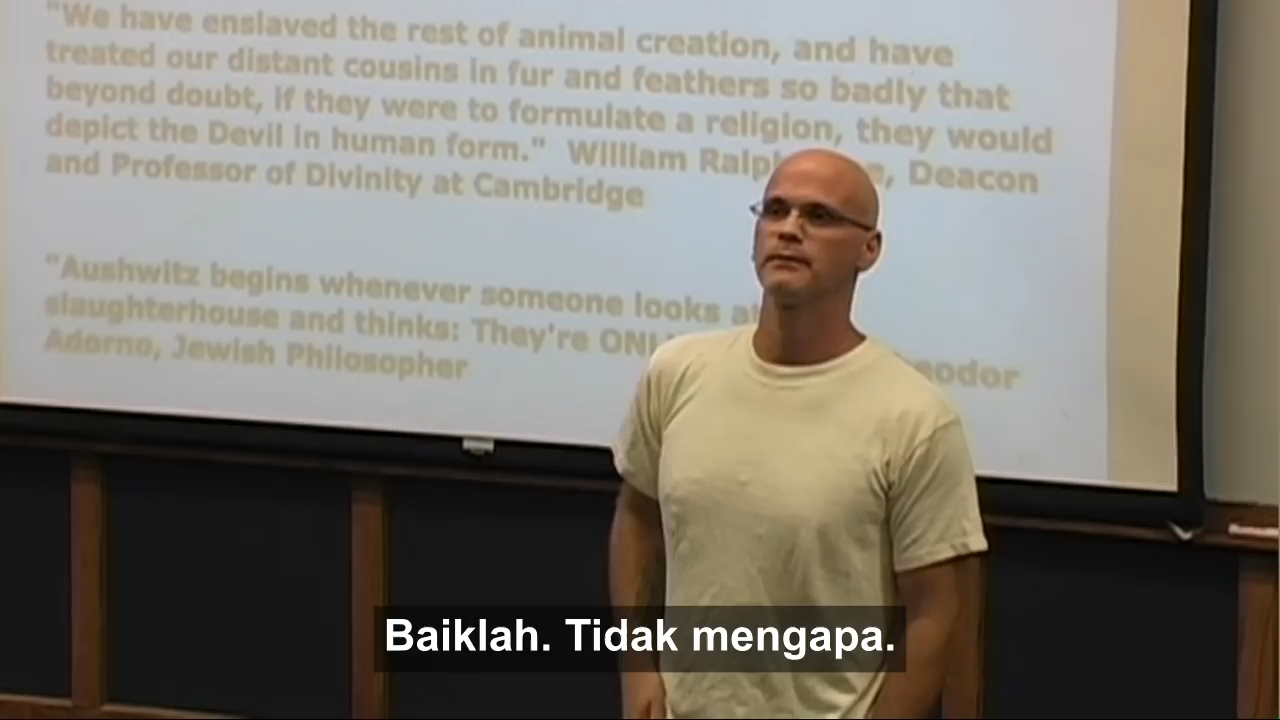 "We have enslaved the rest of animal creation, and have
treated our distant cousins in fur and feathers so badly that
beyond doubt, if they were to formulate a religion, they would
depict the Devil in human form." William Ralph , Deacon
and Professor of Divinity at Cambridge
"Aushwitz begins whenever someone looks at
slaughterhouse and thinks: They're
Adorno, Jewish Philosopher
Baiklah. Tidak mengapa.